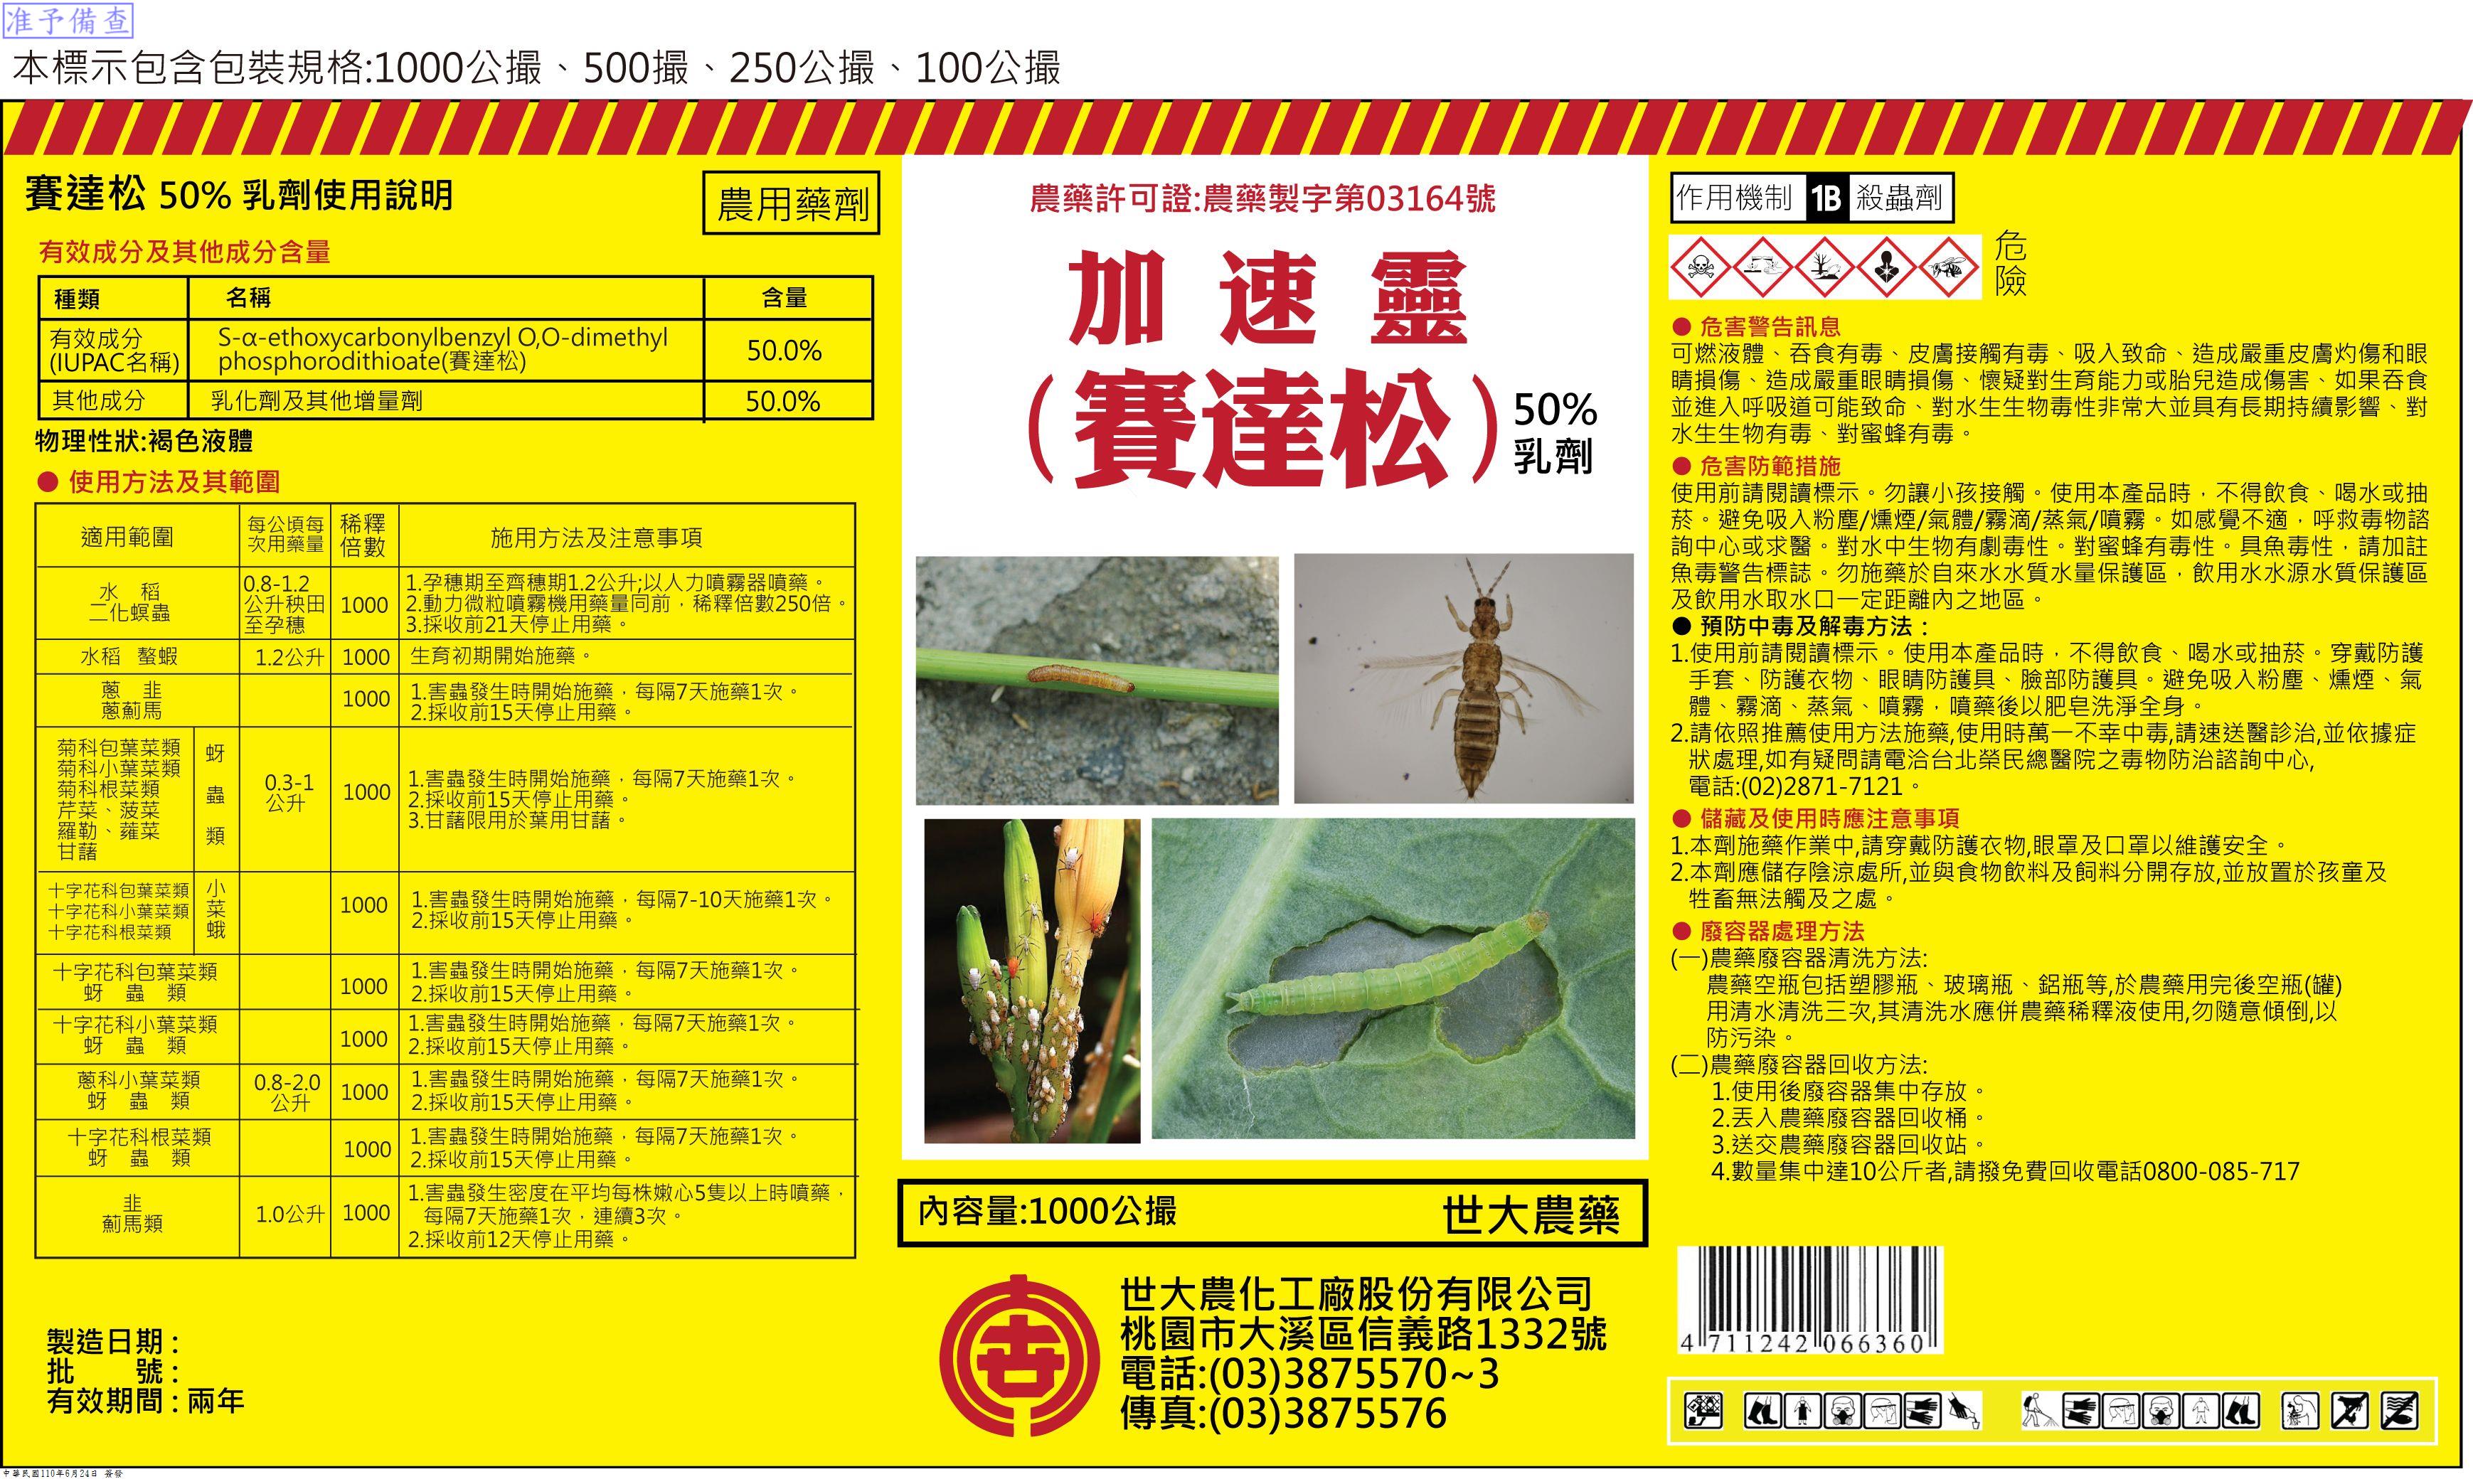 准予備查
本標示包含包裝規格:1000公撮、500撮、250公撮、100公撮
賽達松 50% 乳劑使用說明
農用藥劑
有效成分及其他成分含量
種類 名稱 含量
有效成分 (IUPAC名稱) S-α-ethoxycarbonylbenzyl O,O-dimethyl phosphorodithioate(賽達松) 50.0%
其他成分 乳化劑及其他增量劑 50.0%
物理性狀:褐色液體
● 使用方法及其範圍
適用範圍 每公頃每次用藥量 稀釋倍數 施用方法及注意事項
水 稻 二化螟蟲 0.8-1.2公升秧田至孕穗 1000
1.孕穗期至齊穗期1.2公升;以人力噴霧器噴藥。
2.動力微粒噴霧機用藥量同前，稀釋倍數250倍。
3.採收前21天停止用藥。
水稻 螯蝦 1.2公升 1000 生育初期開始施藥。
蔥 韭 蔥薊馬 1000
1.害蟲發生時開始施藥，每隔7天施藥1次。
2.採收前15天停止用藥。
菊科包葉菜類
菊科小葉菜類
菊科根菜類
芹菜、菠菜
羅勒、蕹菜
甘藷
蚜蟲類 0.3-1公升 1000
1.害蟲發生時開始施藥，每隔7天施藥1次。
2.採收前15天停止用藥。
3.甘藷限用於葉用甘藷。
十字花科包葉菜類
十字花科小葉菜類
十字花科根菜類
小菜蛾 1000
1.害蟲發生時開始施藥，每隔7-10天施藥1次。
2.採收前15天停止用藥。
十字花科包葉菜類 蚜 蟲 類 1000
1.害蟲發生時開始施藥，每隔7天施藥1次。
2.採收前15天停止用藥。
十字花科小葉菜類 蚜 蟲 類 1000
1.害蟲發生時開始施藥，每隔7天施藥1次。
2.採收前15天停止用藥。
蔥科小葉菜類 蚜 蟲 類 0.8-2.0公升 1000
1.害蟲發生時開始施藥，每隔7天施藥1次。
2.採收前15天停止用藥。
十字花科根菜類 蚜 蟲 類 1000
1.害蟲發生時開始施藥，每隔7天施藥1次。
2.採收前15天停止用藥。
韭 薊馬類 1.0公升 1000
1.害蟲發生密度在平均每株嫩心5隻以上時噴藥，
每隔7天施藥1次，連續3次。
2.採收前12天停止用藥。
製造日期：
批 號：
有效期間：兩年
農藥許可證:農藥製字第03164號
加速靈
(賽達松) 50% 乳劑
內容量:1000公撮 世大農藥
世大農化工廠股份有限公司
桃園市大溪區信義路1332號
電話:(03)3875570~3
傳真:(03)3875576
作用機制 1B 殺蟲劑
危險
● 危害警告訊息
可燃液體、吞食有毒、皮膚接觸有毒、吸入致命、造成嚴重皮膚灼傷和眼
睛損傷、造成嚴重眼睛損傷、懷疑對生育能力或胎兒造成傷害、如果吞食
並進入呼吸道可能致命、對水生生物毒性非常大並具有長期持續影響、對
水生生物有毒、對蜜蜂有毒。
● 危害防範措施
使用前請閱讀標示。勿讓小孩接觸。使用本產品時，不得飲食、喝水或抽
菸。避免吸入粉塵/燻煙/氣體/霧滴/蒸氣/噴霧。如感覺不適，呼救毒物諮
詢中心或求醫。對水中生物有劇毒性。對蜜蜂有毒性。具魚毒性，請加註
魚毒警告標誌。勿施藥於自來水水質水量保護區，飲用水水源水質保護區
及飲用水取水口一定距離內之地區。
● 預防中毒及解毒方法：
1.使用前請閱讀標示。使用本產品時，不得飲食、喝水或抽菸。穿戴防護
手套、防護衣物、眼睛防護具、臉部防護具。避免吸入粉塵、燻煙、氣
體、霧滴、蒸氣、噴霧，噴藥後以肥皂洗淨全身。
2.請依照推薦使用方法施藥,使用時萬一不幸中毒,請速送醫診治,並依據症
狀處理,如有疑問請電洽台北榮民總醫院之毒物防治諮詢中心,
電話:(02)2871-7121。
● 儲藏及使用時應注意事項
1.本劑施藥作業中,請穿戴防護衣物,眼罩及口罩以維護安全。
2.本劑應儲存陰涼處所,並與食物飲料及飼料分開存放,並放置於孩童及
牲畜無法觸及之處。
● 廢容器處理方法
(一)農藥廢容器清洗方法:
農藥空瓶包括塑膠瓶、玻璃瓶、鋁瓶等,於農藥用完後空瓶(罐)
用清水清洗三次,其清洗水應併農藥稀釋液使用,勿隨意傾倒,以
防污染。
(二)農藥廢容器回收方法:
1.使用後廢容器集中存放。
2.丟入農藥廢容器回收桶。
3.送交農藥廢容器回收站。
4.數量集中達10公斤者,請撥免費回收電話0800-085-717
4 711242 066360
中華民國110年6月24日 簽發